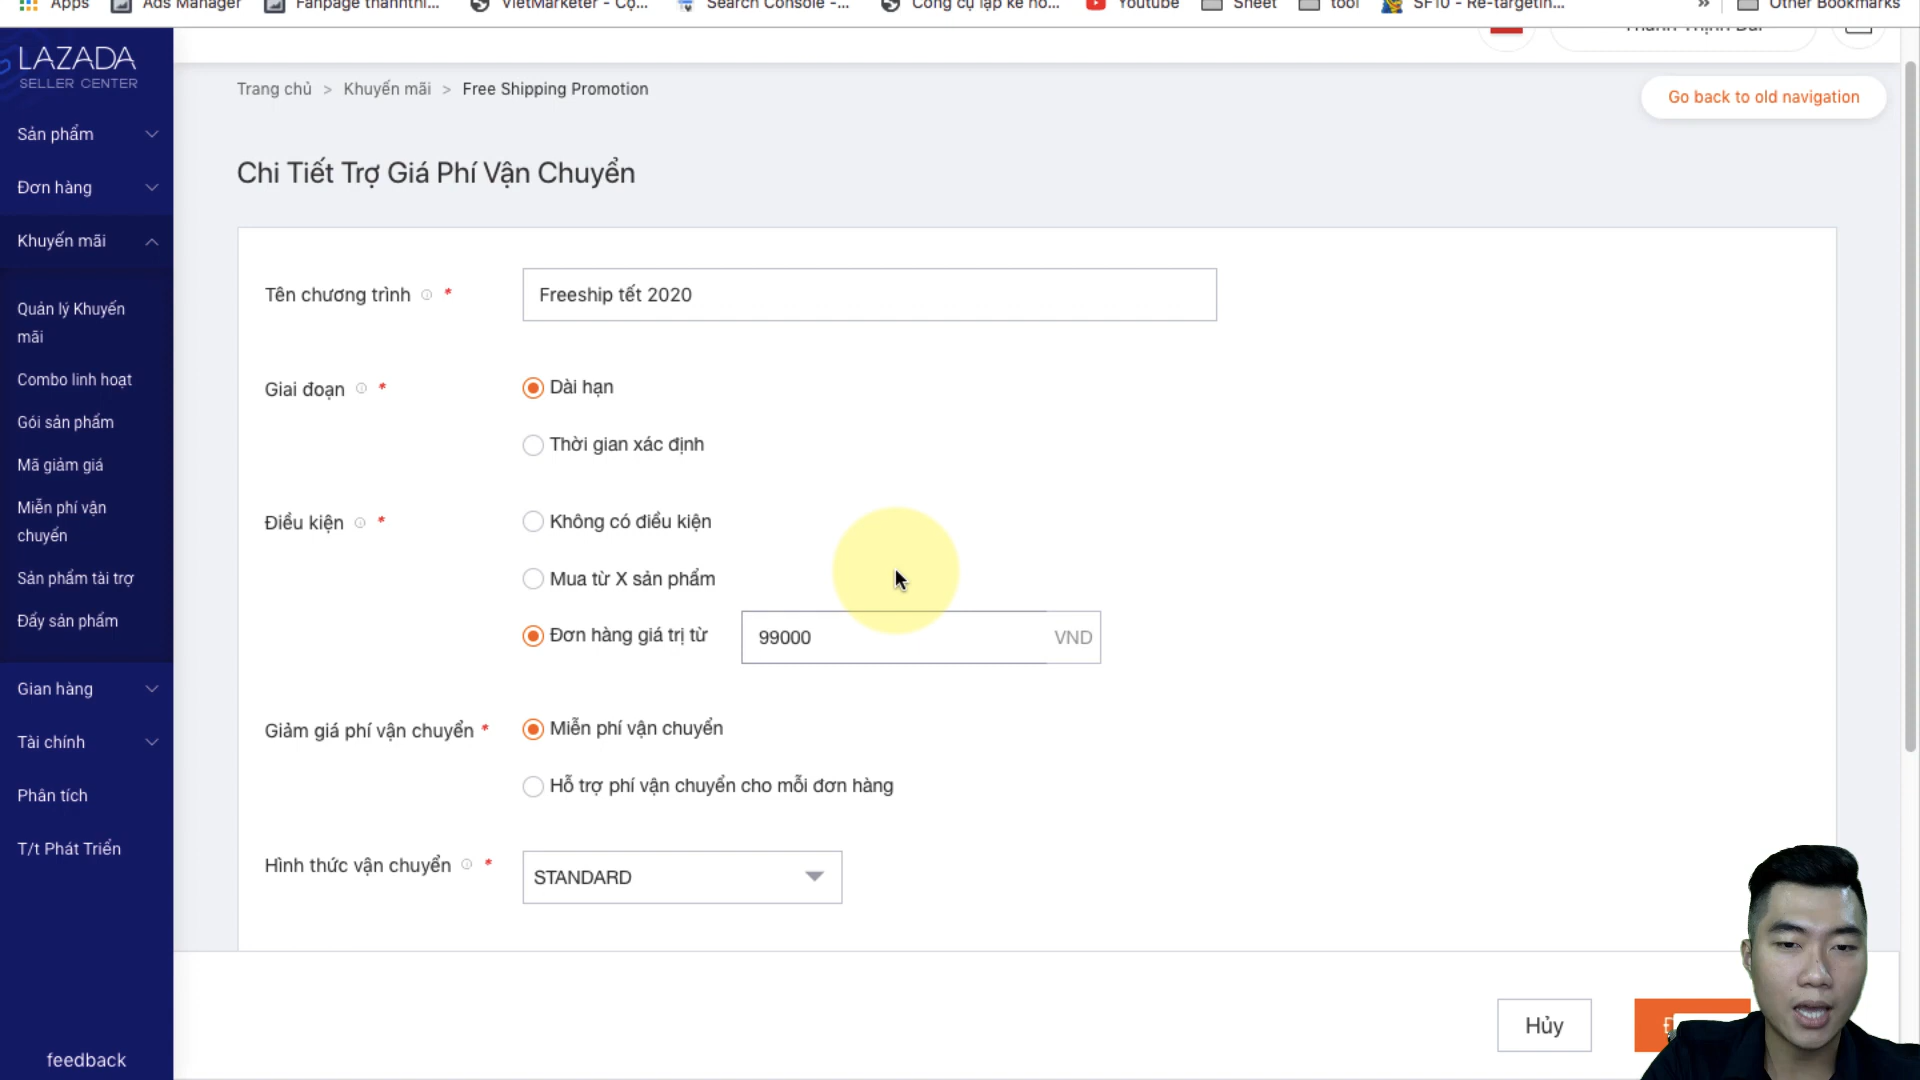 Apps Ads Manager Fanpage thanhthi... VietMarketer - Cộ... Search Console -... Công cụ lập kế ho... Youtube Sheet tool SF10 - Re-targetin... » Other Bookmarks
LAZADA
SELLER CENTER
Trang chủ > Khuyến mãi > Free Shipping Promotion
Go back to old navigation
Sản phẩm
Đơn hàng
Khuyến mãi
Quản lý Khuyến
mãi
Combo linh hoạt
Gói sản phẩm
Mã giảm giá
Miễn phí vận
chuyển
Sản phẩm tài trợ
Đẩy sản phẩm
Gian hàng
Tài chính
Phân tích
T/t Phát Triển
feedback
Chi Tiết Trợ Giá Phí Vận Chuyển
Tên chương trình * Freeship tết 2020
Giai đoạn * Dài hạn
Thời gian xác định
Điều kiện * Không có điều kiện
Mua từ X sản phẩm
Đơn hàng giá trị từ 99000 VND
Giảm giá phí vận chuyển * Miễn phí vận chuyển
Hỗ trợ phí vận chuyển cho mỗi đơn hàng
Hình thức vận chuyển * STANDARD
Hủy